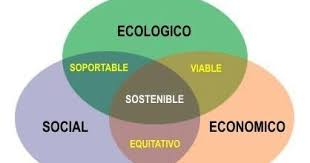 ECOLOGICO
SOPORTABLE
VIABLE
SOSTENIBLE
SOCIAL
ECONOMICO
EQUITATIVO